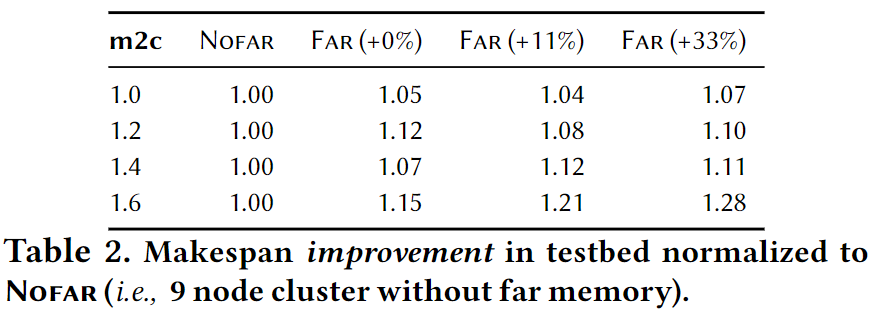 m2c Nofar Far (+0%) Far (+11%) Far (+33%)
1.0 1.00 1.05 1.04 1.07
1.2 1.00 1.12 1.08 1.10
1.4 1.00 1.07 1.12 1.11
1.6 1.00 1.15 1.21 1.28
Table 2. Makespan improvement in testbed normalized to
Nofar (i.e., 9 node cluster without far memory).